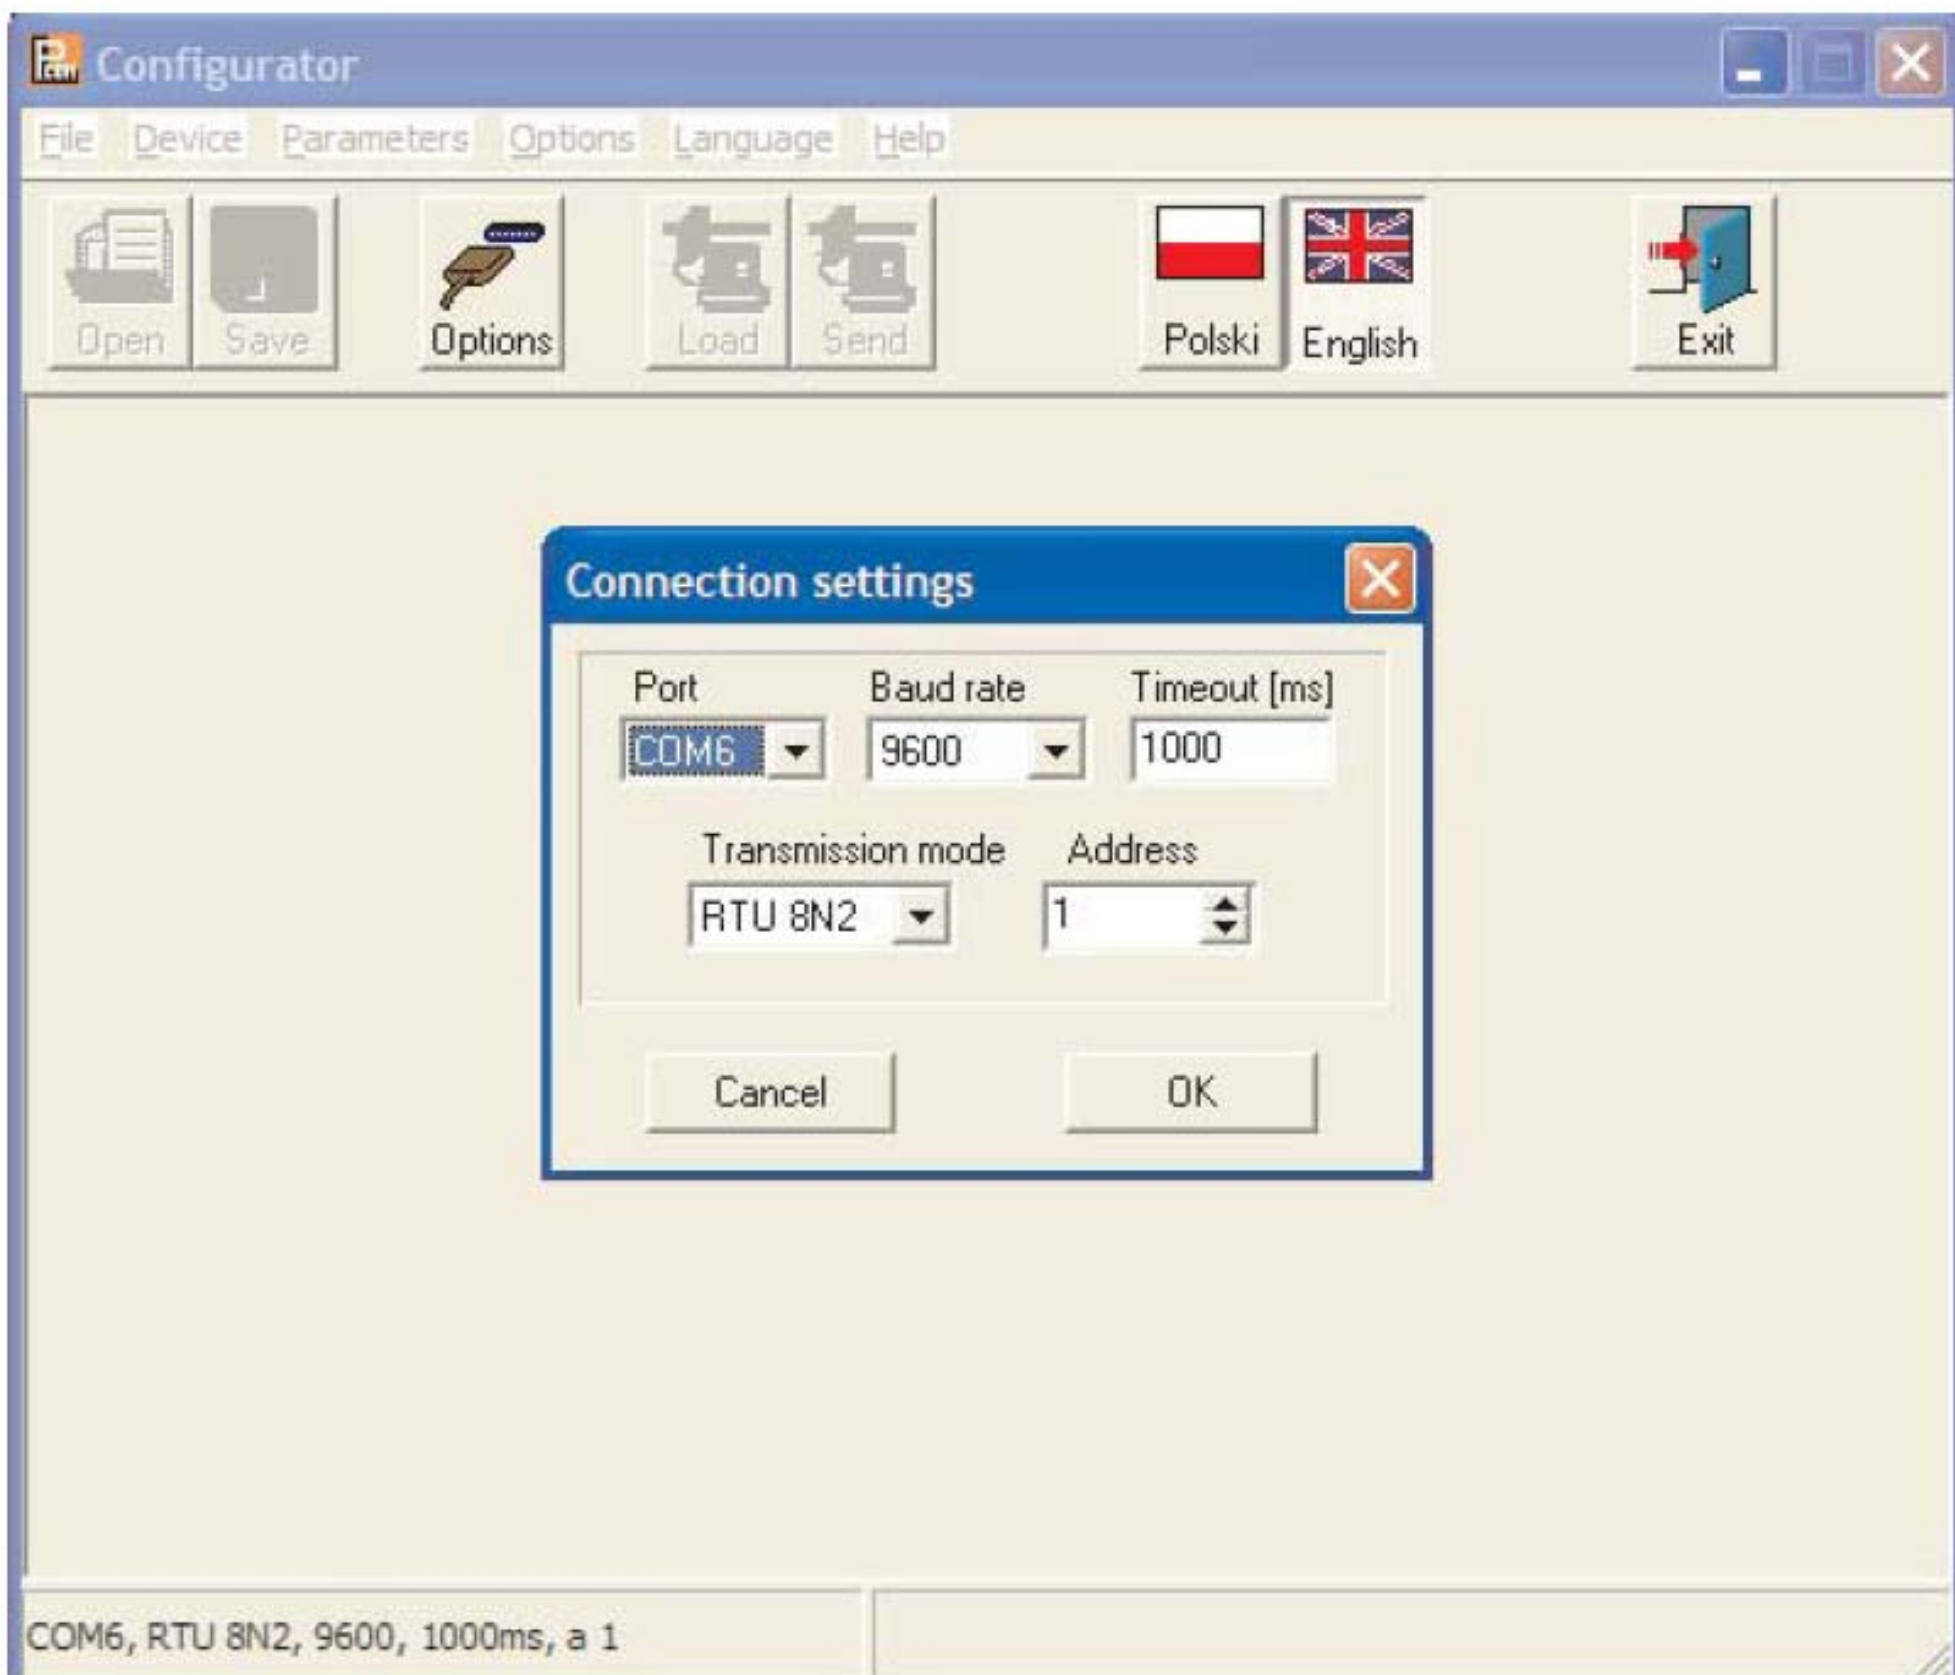 Configurator
File Device Parameters Options Language Help
Open Save Options Load Send Polski English Exit
Connection settings
Port Baud rate Timeout [ms]
COM6 9600 1000
Transmission mode Address
RTU 8N2 1
Cancel OK
COM6, RTU 8N2, 9600, 1000ms, a 1